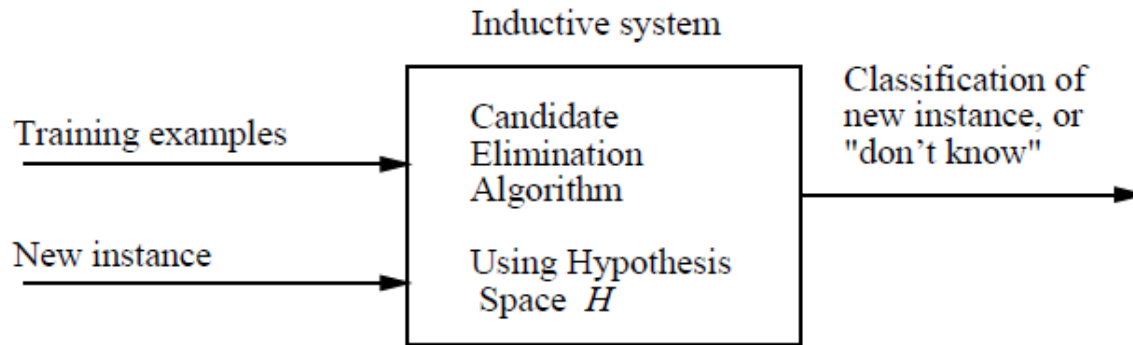 Inductive system
Training examples
New instance
Candidate
Elimination
Algorithm
Using Hypothesis
Space H
Classification of
new instance, or
"don't know"